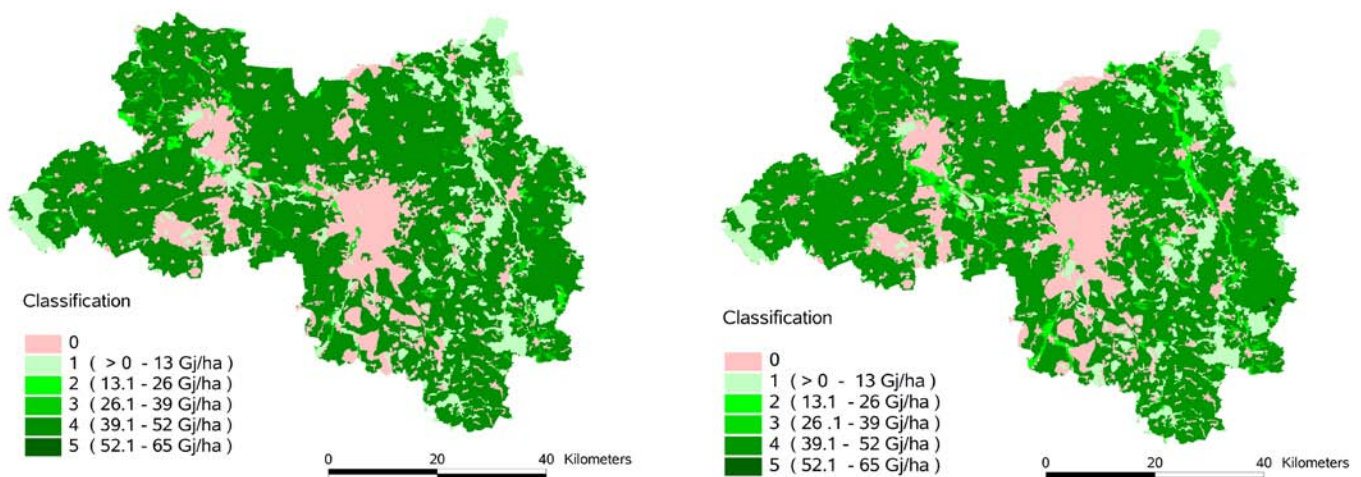 Classification
0
1 ( > 0 - 13 Gj/ha )
2 ( 13.1 - 26 Gj/ha )
3 ( 26.1 - 39 Gj/ha )
4 ( 39.1 - 52 Gj/ha )
5 ( 52.1 - 65 Gj/ha )
0 20 40 Kilometers
Classification
0
1 ( > 0 - 13 Gj/ha )
2 ( 13.1 - 26 Gj/ha )
3 ( 26 .1 - 39 Gj/ha )
4 ( 39.1 - 52 Gj/ha )
5 ( 52.1 - 65 Gj/ha )
0 20 40 Kilometers